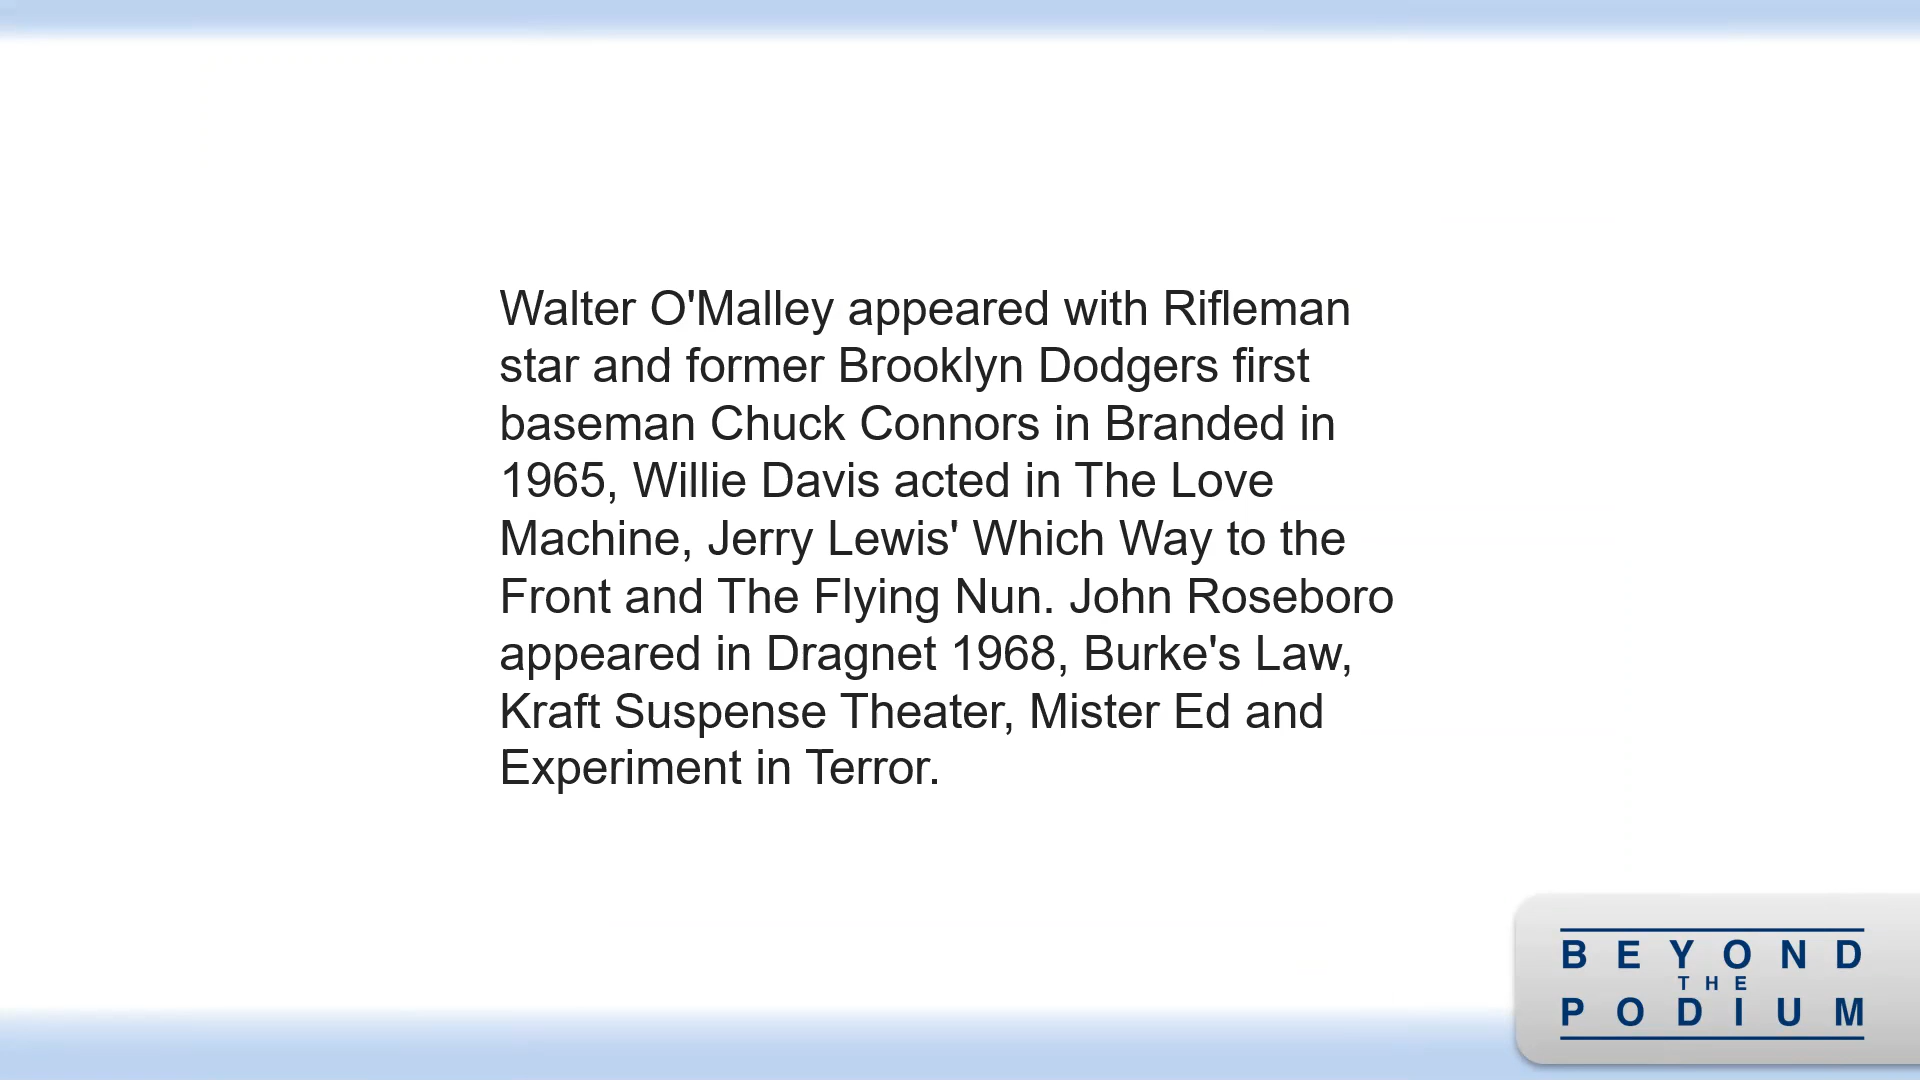 Walter O'Malley appeared with Rifleman
star and former Brooklyn Dodgers first
baseman Chuck Connors in Branded in
1965, Willie Davis acted in The Love
Machine, Jerry Lewis' Which Way to the
Front and The Flying Nun. John Roseboro
appeared in Dragnet 1968, Burke's Law,
Kraft Suspense Theater, Mister Ed and
Experiment in Terror.
BEYOND
THE
PODIUM